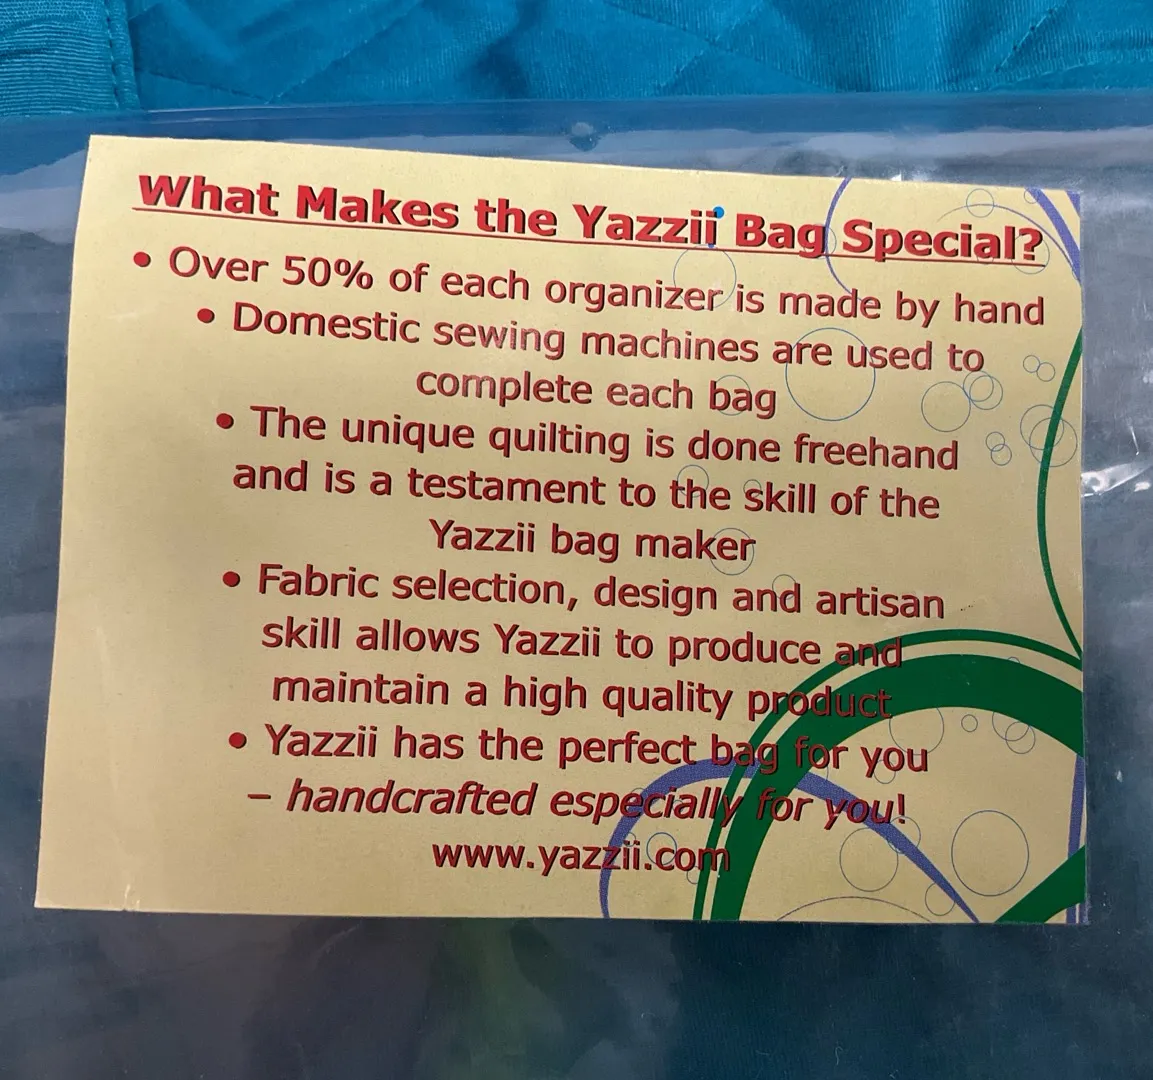 What Makes the Yazzii Bag Special?
• Over 50% of each organizer is made by hand
• Domestic sewing machines are used to
complete each bag
• The unique quilting is done freehand
and is a testament to the skill of the
Yazzii bag maker
• Fabric selection, design and artisan
skill allows Yazzii to produce and
maintain a high quality product
• Yazzii has the perfect bag for you
– handcrafted especially for you!
www.yazzii.com